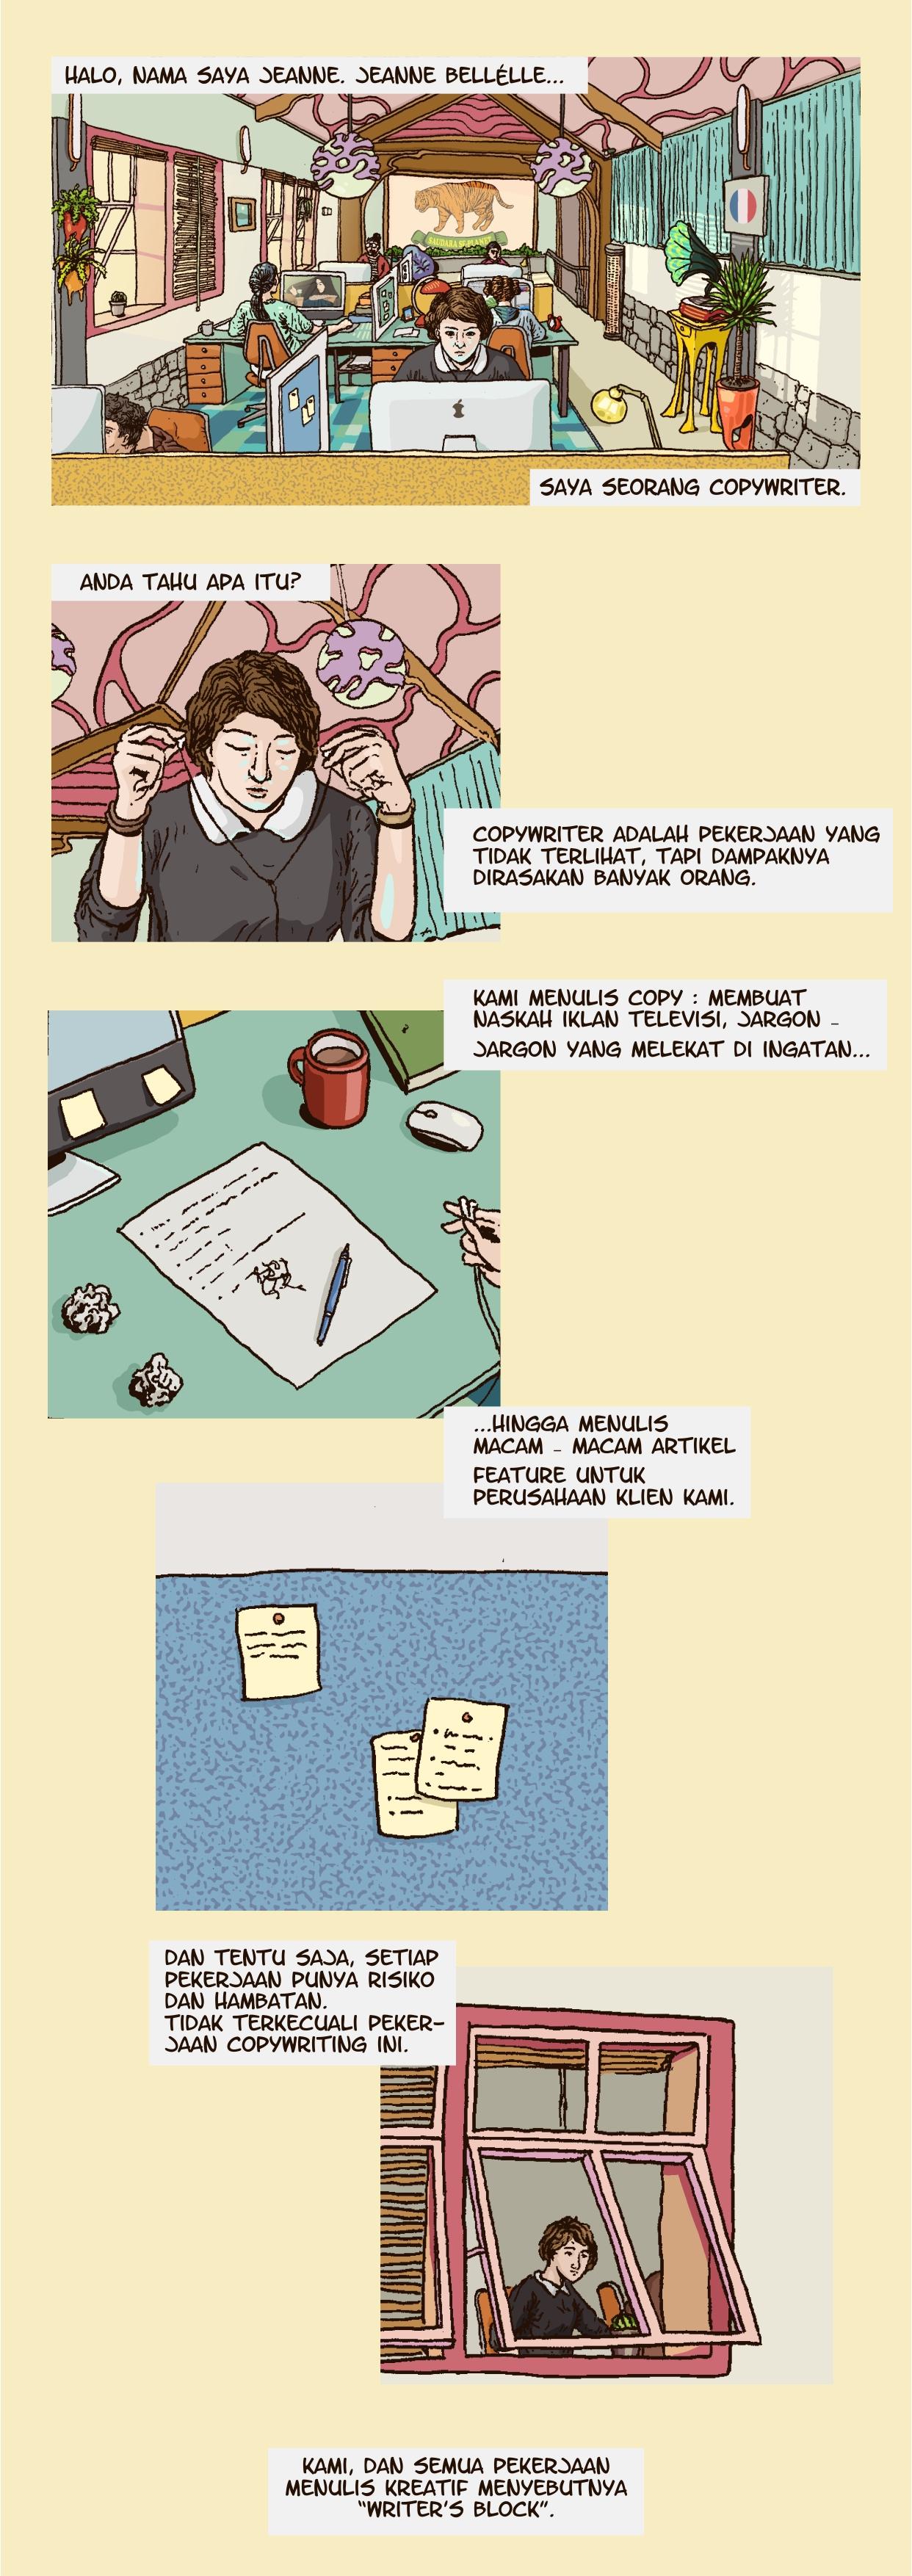 HALO, NAMA SAYA JEANNE. JEANNE BELLÉLLE...
SAUDARA SEPLANET
SAYA SEORANG COPYWRITER.
ANDA TAHU APA ITU?
COPYWRITER ADALAH PEKERJAAN YANG
TIDAK TERLIHAT, TAPI DAMPAKNYA
DIRASAKAN BANYAK ORANG.
KAMI MENULIS COPY : MEMBUAT
NASKAH IKLAN TELEVISI, JARGON -
JARGON YANG MELEKAT DI INGATAN...
...HINGGA MENULIS
MACAM - MACAM ARTIKEL
FEATURE UNTUK
PERUSAHAAN KLIEN KAMI.
DAN TENTU SAJA, SETIAP
PEKERJAAN PUNYA RISIKO
DAN HAMBATAN.
TIDAK TERKECUALI PEKER-
JAAN COPYWRITING INI.
KAMI, DAN SEMUA PEKERJAAN
MENULIS KREATIF MENYEBUTNYA
“WRITER'S BLOCK”.